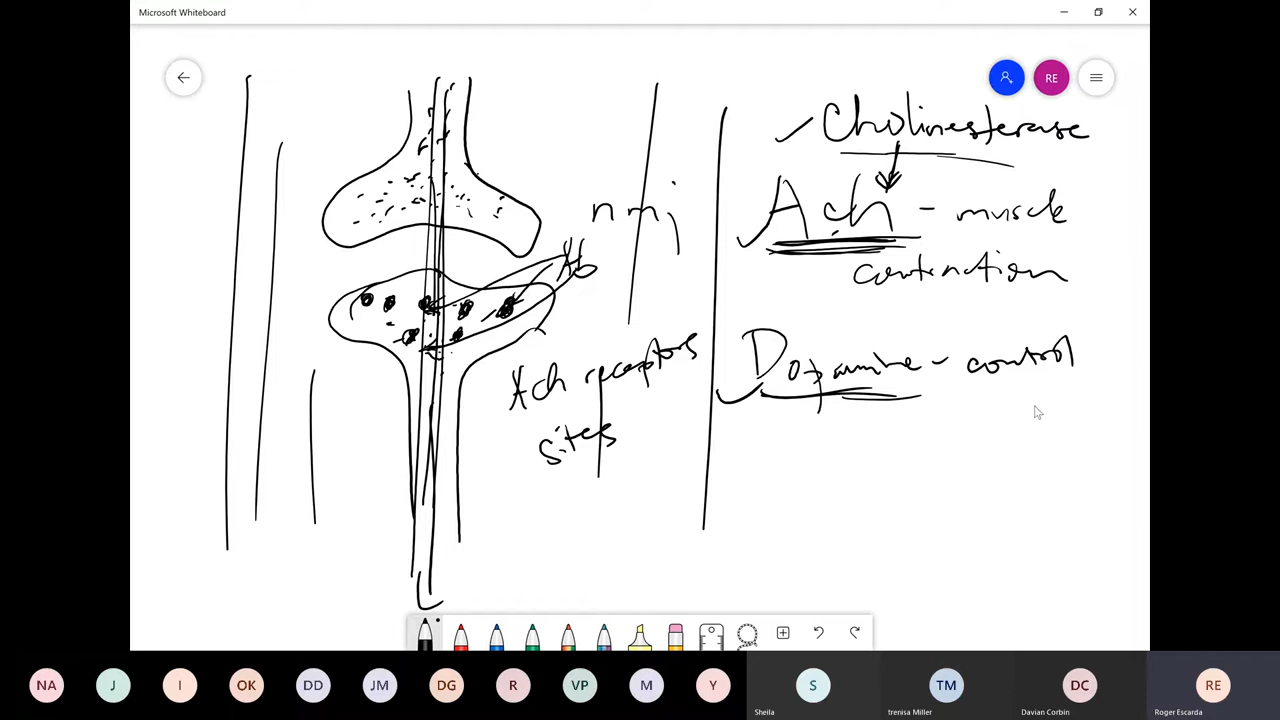 Microsoft Whiteboard
RE
Cholinesterase
Ach - muscle
contraction
nmj
Ab
Ach receptors
sites
Dopamine - control
NA
J
I
OK
DD
JM
DG
R
VP
M
Y
S
TM
DC
RE
Sheila
trenisa Miller
Davian Corbin
Roger Escarda